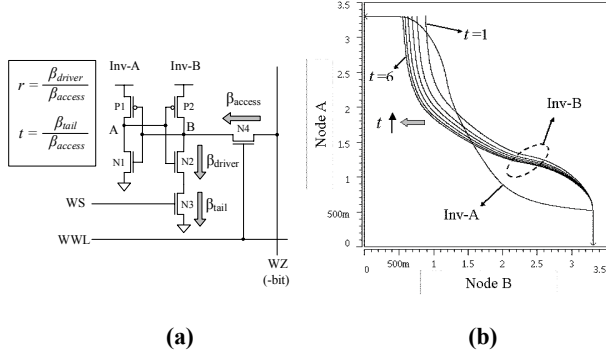 r = β_driver / β_access
t = β_tail / β_access
Inv-A Inv-B
P1 P2
A B
N1 N2
N3 N4
β_access
β_driver
β_tail
WS
WWL
WZ
(-bit)
(a)
3.5
3
2.5
2
1.5
1
500m
0
Node A
t=1
t=6
t
Inv-B
Inv-A
0 500m 1 1.5 2 2.5 3 3.5
Node B
(b)